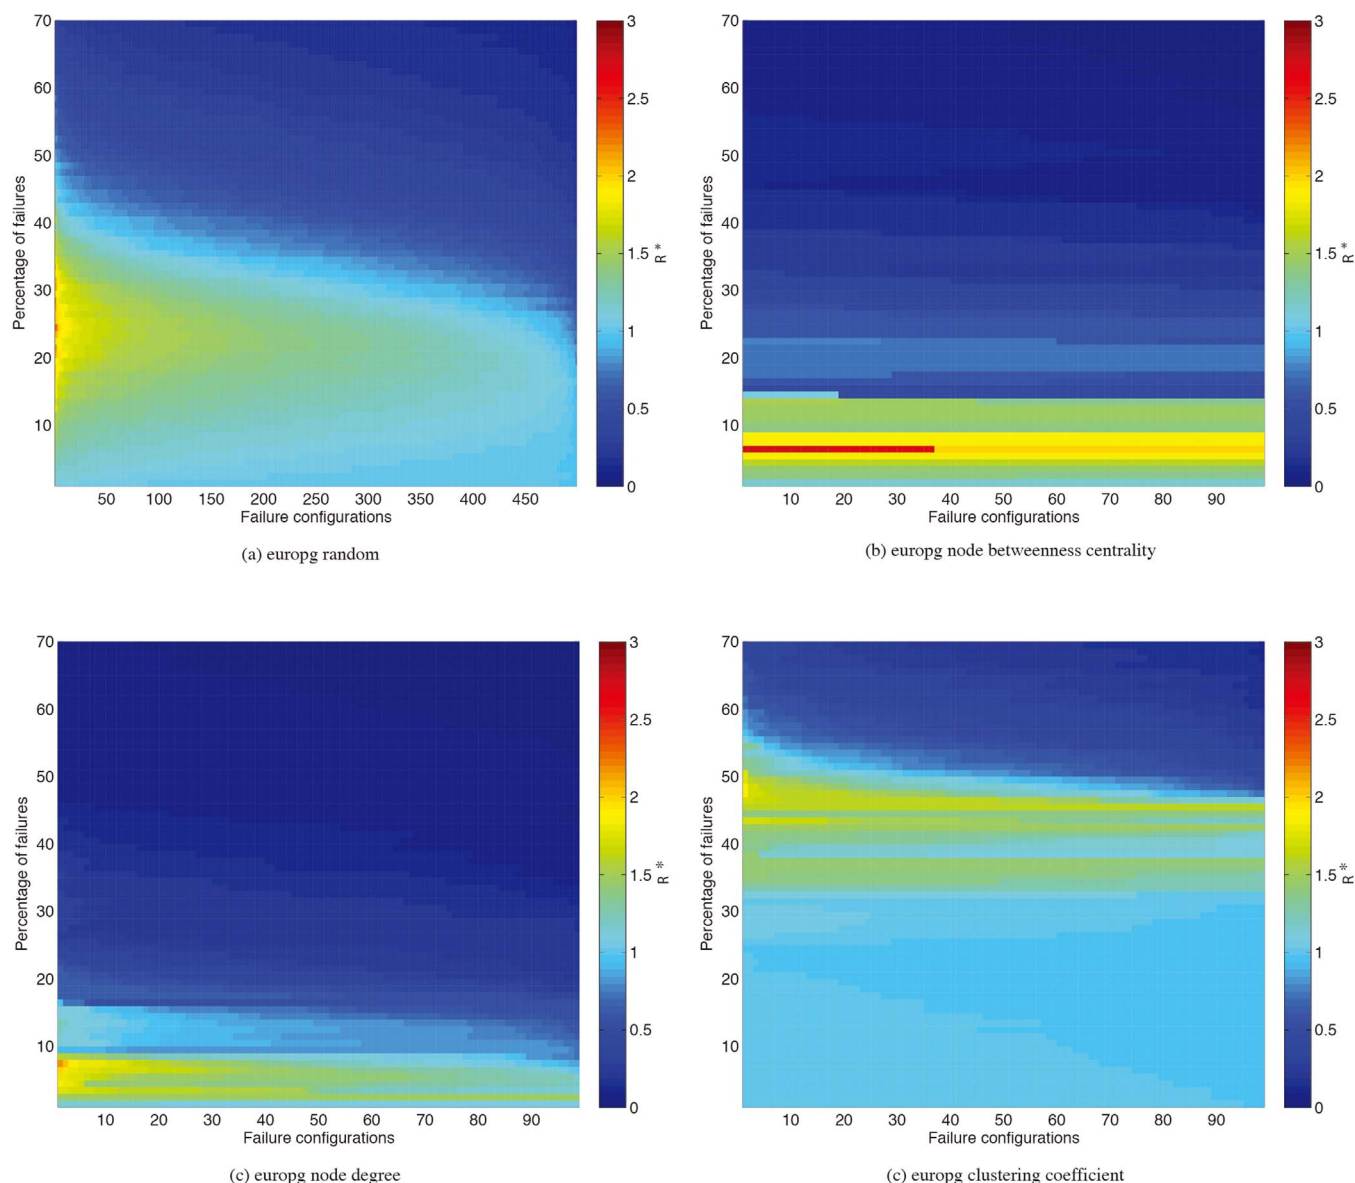 70
60
50
40
30
20
10
Percentage of failures
50 100 150 200 250 300 350 400 450
Failure configurations
3
2.5
2
1.5
1
0.5
0
R*
(a) europg random
70
60
50
40
30
20
10
Percentage of failures
10 20 30 40 50 60 70 80 90
Failure configurations
3
2.5
2
1.5
1
0.5
0
R*
(b) europg node betweenness centrality
70
60
50
40
30
20
10
Percentage of failures
10 20 30 40 50 60 70 80 90
Failure configurations
3
2.5
2
1.5
1
0.5
0
R*
(c) europg node degree
70
60
50
40
30
20
10
Percentage of failures
10 20 30 40 50 60 70 80 90
Failure configurations
3
2.5
2
1.5
1
0.5
0
R*
(c) europg clustering coefficient